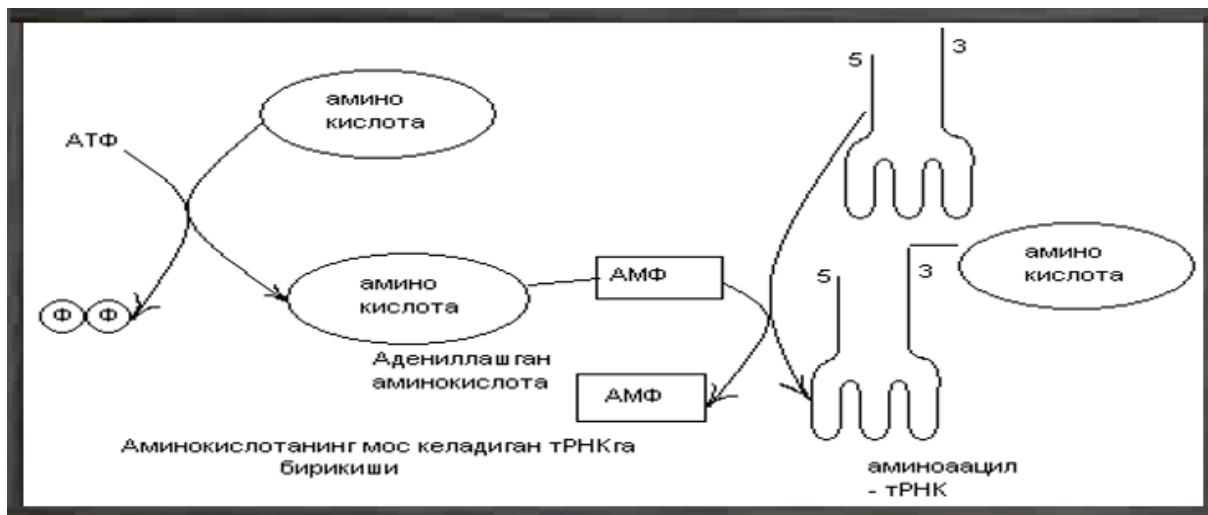 амино
кислота
АТФ
5
3
Ф Ф
амино
кислота
АМФ
Адениллашган
аминокислота
АМФ
5
3
амино
кислота
аминоаацил
- тРНК
Аминокислотанинг мос келадиган тРНКга
бирикиши